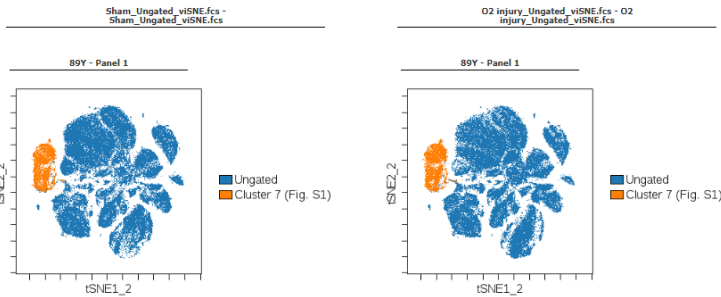 Sham_Ungated_viSNE.fcs -
Sham_Ungated_viSNE.fcs
89Y - Panel 1
tSNE2_2
tSNE1_2
Ungated
Cluster 7 (Fig. S1)
O2 injury_Ungated_viSNE.fcs - O2
injury_Ungated_viSNE.fcs
89Y - Panel 1
tSNE2_2
tSNE1_2
Ungated
Cluster 7 (Fig. S1)